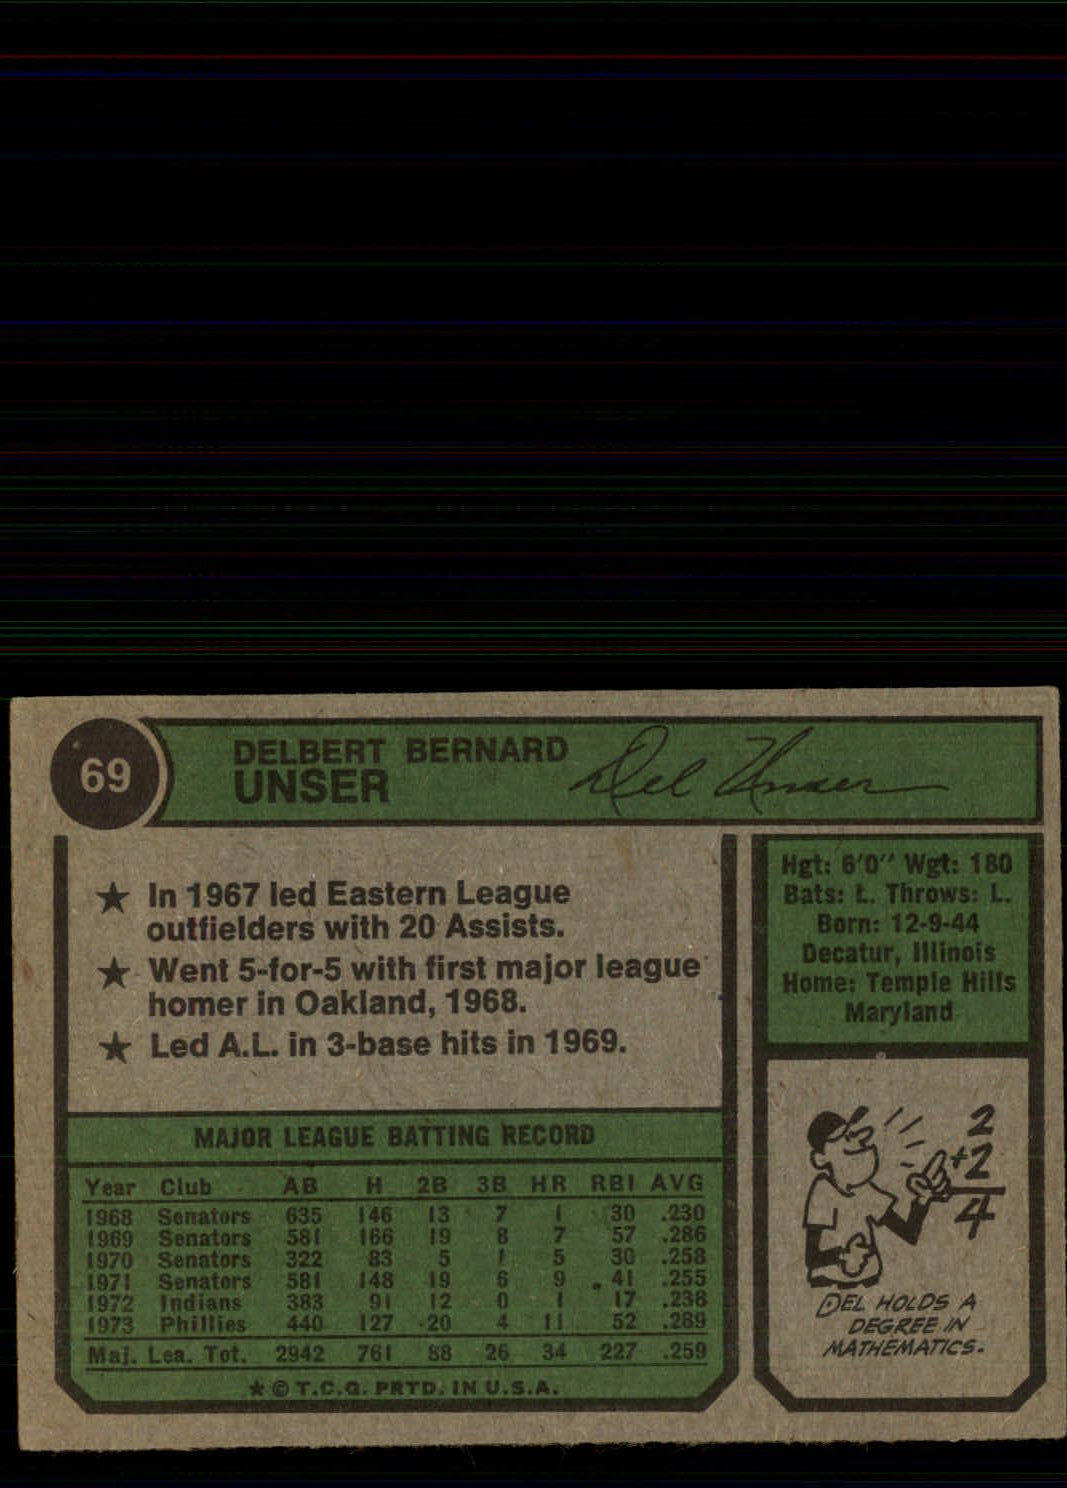 69
DELBERT BERNARD
UNSER
Del Unser
★ In 1967 led Eastern League
outfielders with 20 Assists.
★ Went 5-for-5 with first major league
homer in Oakland, 1968.
★ Led A.L. in 3-base hits in 1969.
Hgt: 6'0" Wgt: 180
Bats: L. Throws: L.
Born: 12-9-44
Decatur, Illinois
Home: Temple Hills
Maryland
MAJOR LEAGUE BATTING RECORD
Year Club AB H 2B 3B HR RBI AVG
1968 Senators 635 146 13 7 1 30 .230
1969 Senators 581 166 19 8 7 57 .286
1970 Senators 322 83 5 1 5 30 .258
1971 Senators 581 148 19 6 9 41 .255
1972 Indians 383 91 12 0 1 17 .238
1973 Phillies 440 127 20 4 11 52 .289
Maj. Lea. Tot. 2942 761 88 26 34 227 .259
★ © T.C.G. PRTD. IN U.S.A.
2
+2
4
DEL HOLDS A
DEGREE IN
MATHEMATICS.